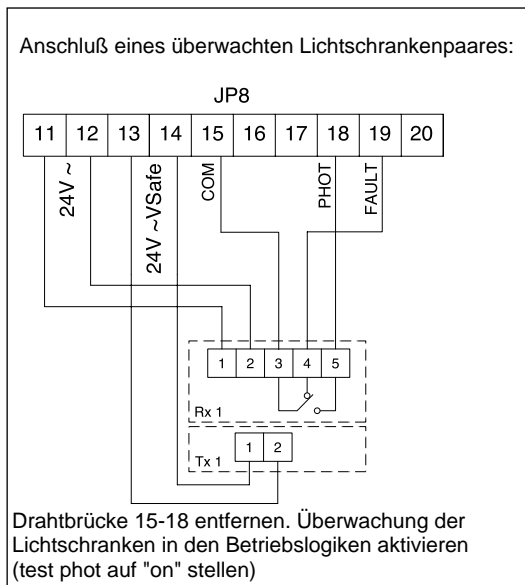 Anschluß eines überwachten Lichtschrankenpaares:
JP8
11 12 13 14 15 16 17 18 19 20
24V ~
24V ~VSafe
COM
PHOT
FAULT
1 2 3 4 5
Rx 1
1 2
Tx 1
Drahtbrücke 15-18 entfernen. Überwachung der
Lichtschranken in den Betriebslogiken aktivieren
(test phot auf "on" stellen)